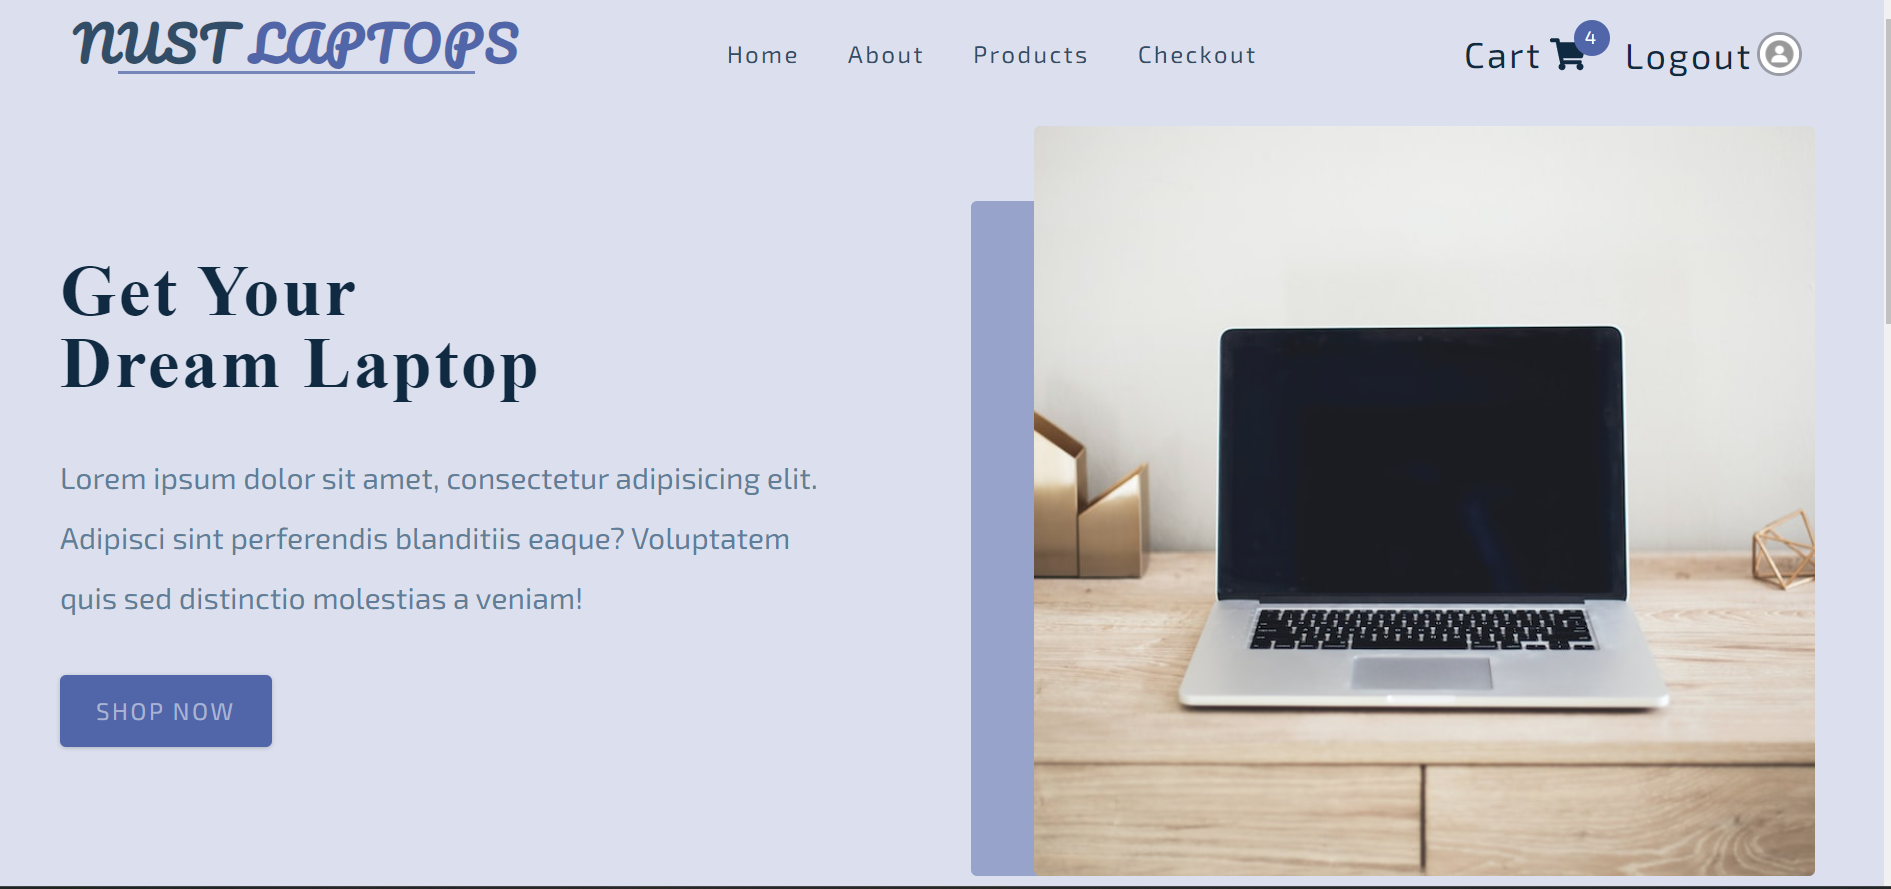 NUST LAPTOPS
Home About Products Checkout
Cart 4 Logout
Get Your
Dream Laptop
Lorem ipsum dolor sit amet, consectetur adipisicing elit.
Adipisci sint perferendis blanditiis eaque? Voluptatem
quis sed distinctio molestias a veniam!
SHOP NOW